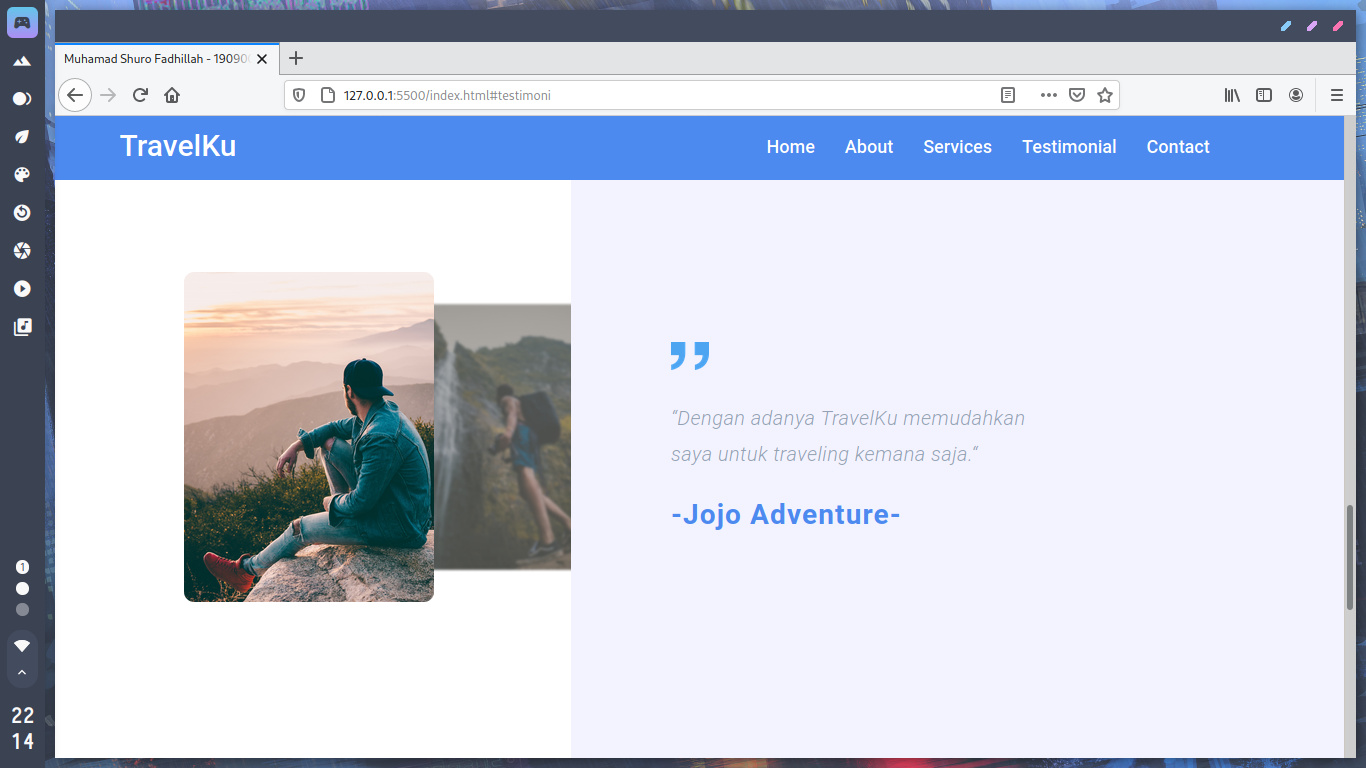 Muhamad Shuro Fadhillah - 19090
127.0.0.1:5500/index.html#testimoni
TravelKu
Home
About
Services
Testimonial
Contact
“Dengan adanya TravelKu memudahkan
saya untuk traveling kemana saja.”
-Jojo Adventure-
1
22
14